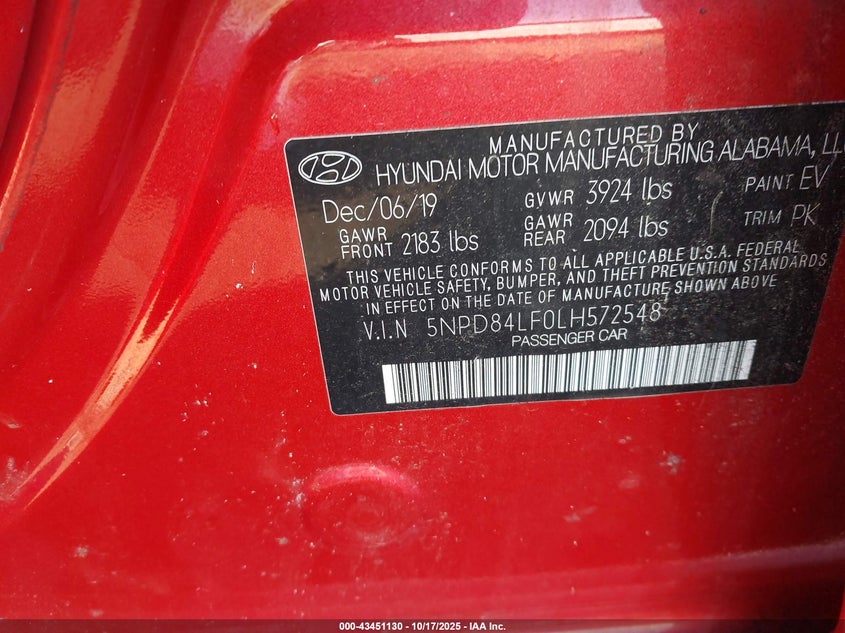 MANUFACTURED BY
HYUNDAI MOTOR MANUFACTURING ALABAMA, LLC
Dec/06/19 GVWR 3924 lbs PAINT EV
GAWR FRONT 2183 lbs GAWR REAR 2094 lbs TRIM PK
THIS VEHICLE CONFORMS TO ALL APPLICABLE U.S.A. FEDERAL
MOTOR VEHICLE SAFETY, BUMPER, AND THEFT PREVENTION STANDARDS
IN EFFECT ON THE DATE OF MANUFACTURE SHOWN ABOVE
V.I.N 5NPD84LF0LH572548
PASSENGER CAR
000-43451130 - 10/17/2025 - IAA Inc.